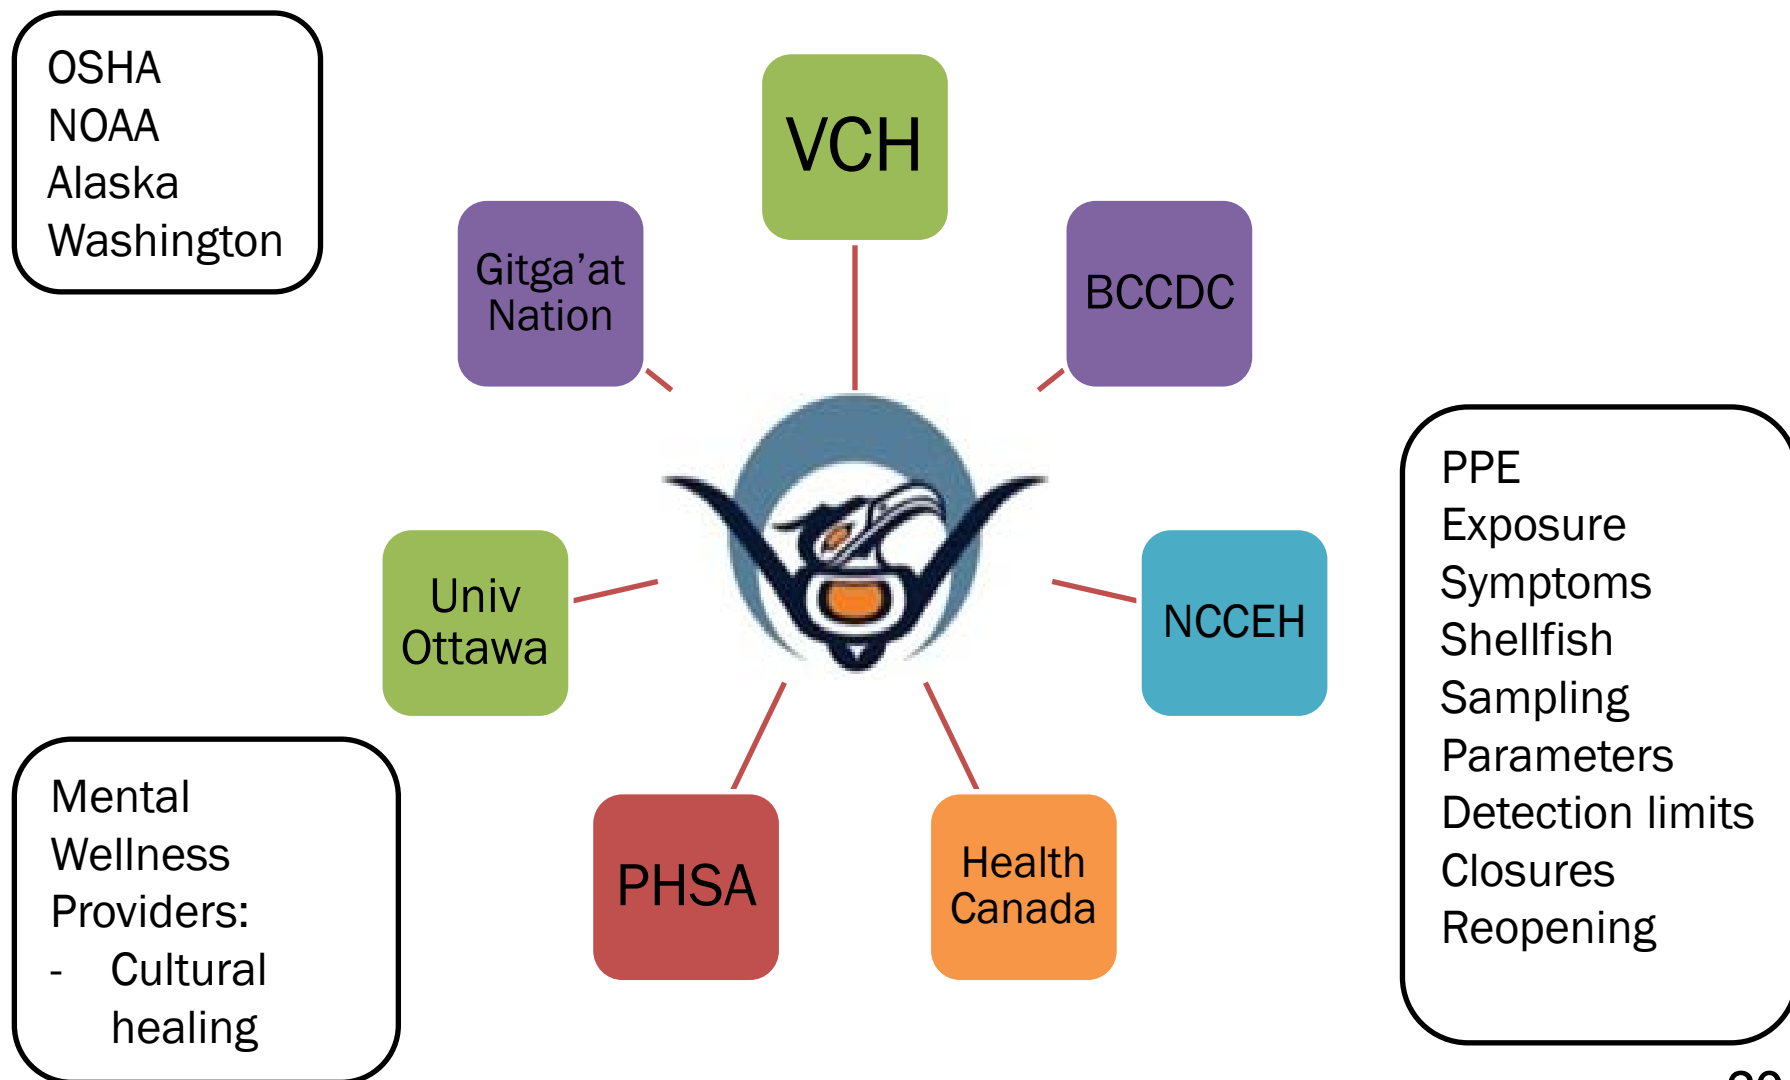 OSHA
NOAA
Alaska
Washington
VCH
Gitga’at
Nation
BCCDC
Univ
Ottawa
NCCEH
PHSA
Health
Canada
PPE
Exposure
Symptoms
Shellfish
Sampling
Parameters
Detection limits
Closures
Reopening
Mental
Wellness
Providers:
- Cultural
healing